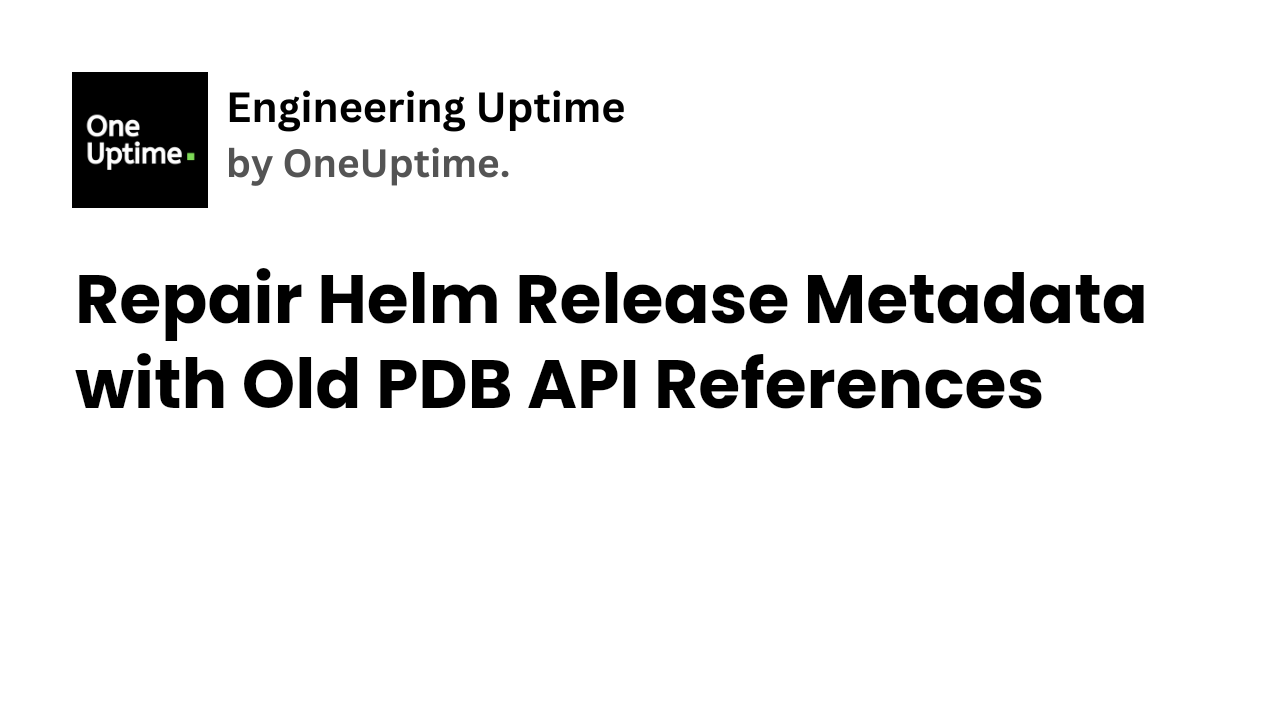 One
Uptime
Engineering Uptime
by OneUptime.
Repair Helm Release Metadata
with Old PDB API References